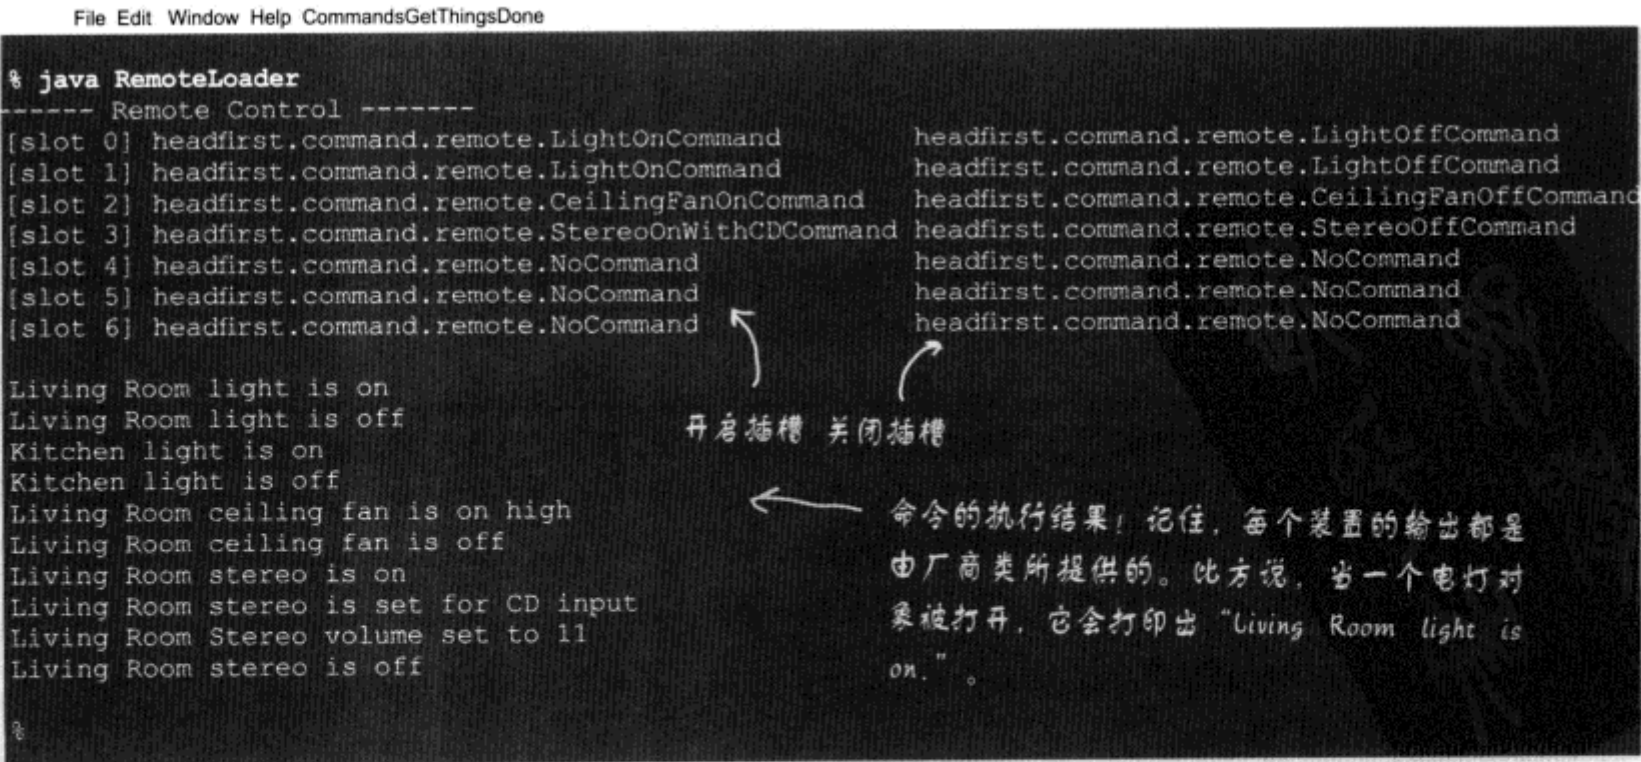 File Edit Window Help CommandsGetThingsDone
% java RemoteLoader
------ Remote Control -------
[slot 0] headfirst.command.remote.LightOnCommand headfirst.command.remote.LightOffCommand
[slot 1] headfirst.command.remote.LightOnCommand headfirst.command.remote.LightOffCommand
[slot 2] headfirst.command.remote.CeilingFanOnCommand headfirst.command.remote.CeilingFanOffCommand
[slot 3] headfirst.command.remote.StereoOnWithCDCommand headfirst.command.remote.StereoOffCommand
[slot 4] headfirst.command.remote.NoCommand headfirst.command.remote.NoCommand
[slot 5] headfirst.command.remote.NoCommand headfirst.command.remote.NoCommand
[slot 6] headfirst.command.remote.NoCommand headfirst.command.remote.NoCommand
Living Room light is on
Living Room light is off
Kitchen light is on
Kitchen light is off
Living Room ceiling fan is on high
Living Room ceiling fan is off
Living Room stereo is on
Living Room stereo is set for CD input
Living Room Stereo volume set to 11
Living Room stereo is off
%
开启插槽 关闭插槽
命令的执行结果！记住，每个装置的输出都是
由厂商类所提供的。比方说，当一个电灯对
象被打开，它会打印出“Living Room light is
on.”。